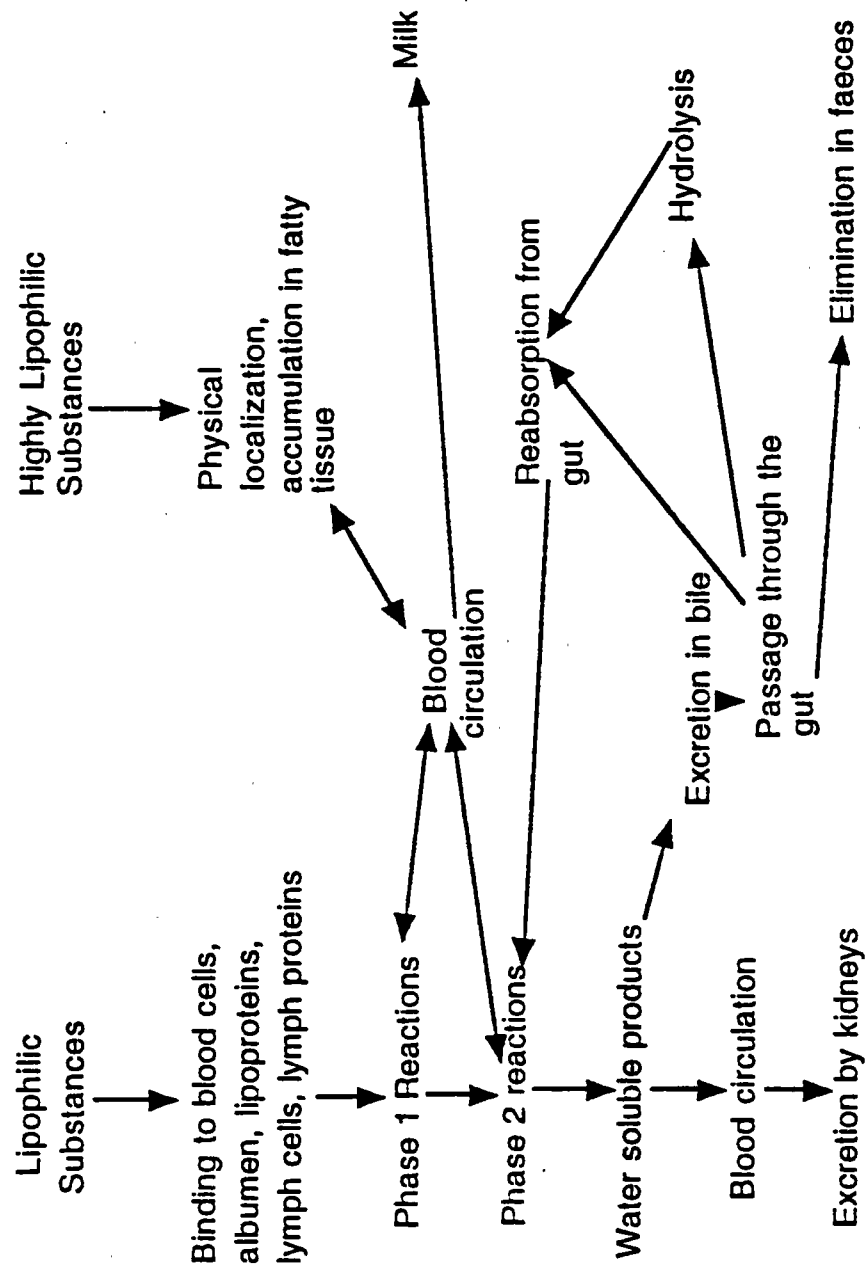 Lipophilic
Substances
Binding to blood cells,
albumen, lipoproteins,
lymph cells, lymph proteins
Phase 1 Reactions
Phase 2 reactions
Water soluble products
Blood circulation
Excretion by kidneys
Highly Lipophilic
Substances
Physical
localization,
accumulation in fatty
tissue
Blood
circulation
Milk
Reabsorption from
gut
Excretion in bile
Hydrolysis
Passage through the
gut
Elimination in faeces